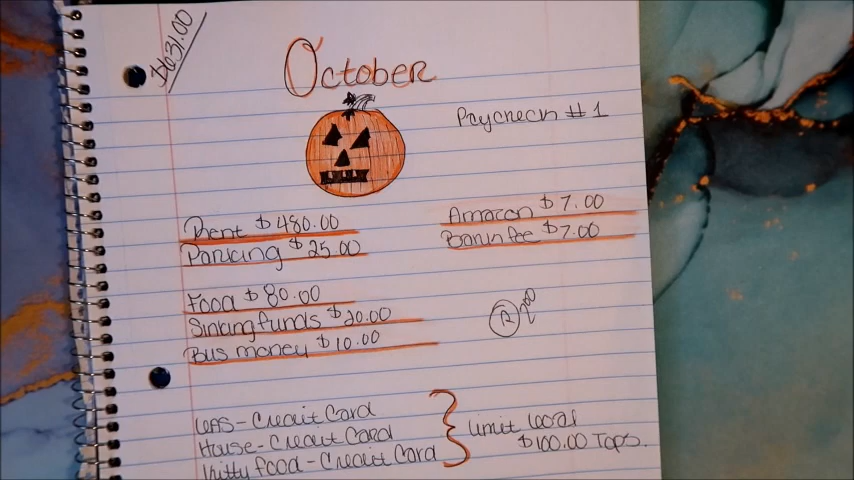 $631.00
October
Paycheck #1
Rent $480.00
Parking $25.00
Amazon $7.00
Bank fee $7.00
Food $80.00
Sinking funds $20.00
Bus money $10.00
R 2.00
Gas - Credit Card
House - Credit Card
Kitty food - Credit Card
Limit
$100.00 Tops.